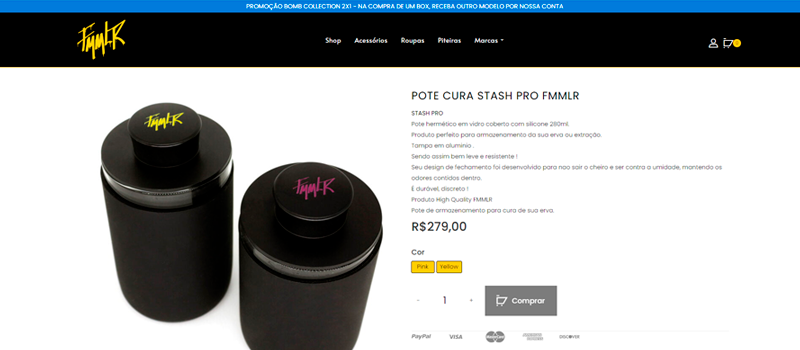 PROMOÇÃO BOMB COLLECTION 2X1 - NA COMPRA DE UM BOX, RECEBA OUTRO MODELO POR NOSSA CONTA
FMMLR
Shop Acessórios Roupas Piteiras Marcas
0
POTE CURA STASH PRO FMMLR
STASH PRO
Pote hermético em vidro coberto com silicone 280ml.
Produto perfeito para armazenamento da sua erva ou extração.
Tampa em alumínio.
Sendo assim bem leve e resistente !
Seu design de fechamento foi desenvolvido para nao sair o cheiro e ser contra a umidade, mantendo os
odores contidos dentro.
É durável, discreto !
Produto High Quality FMMLR
Pote de armazenamento para cura de sua erva.
R$279,00
Cor
Pink Yellow
- 1 +
Comprar
PayPal VISA DISCOVER
FMMLR
FMMLR